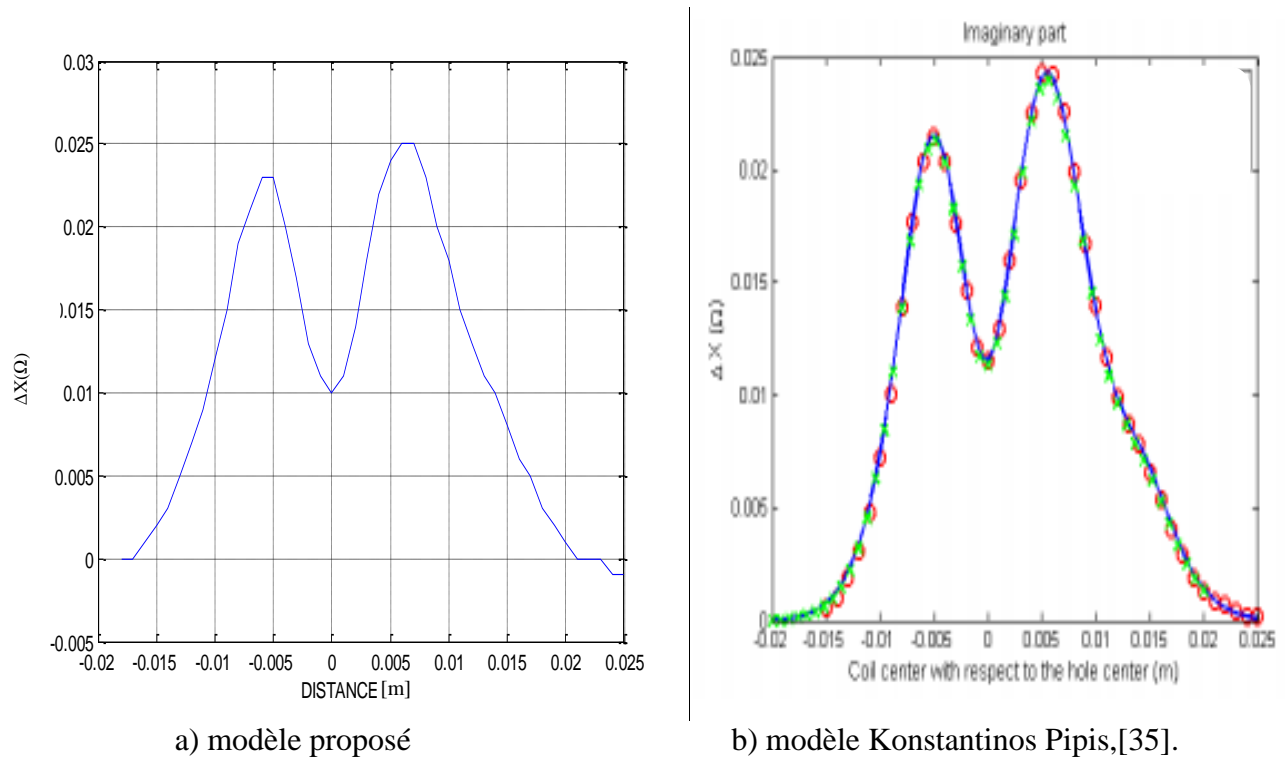 0.03
0.025
0.02
0.015
0.01
0.005
0
-0.005
ΔX(Ω)
-0.02 -0.015 -0.01 -0.005 0 0.005 0.01 0.015 0.02 0.025
DISTANCE [m]
a) modèle proposé
Imaginary part
0.025
0.02
0.015
0.01
0.005
0
ΔX (Ω)
-0.02 -0.015 -0.01 -0.005 0 0.005 0.01 0.015 0.02 0.025
Coil center with respect to the hole center (m)
b) modèle Konstantinos Pipis,[35].